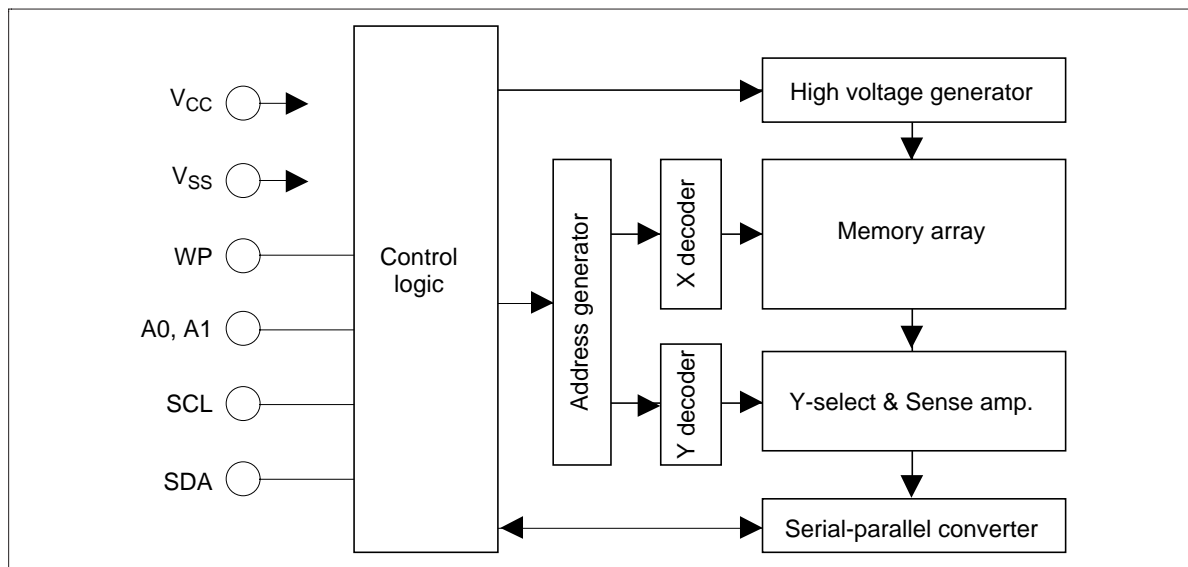 VCC
VSS
WP
A0, A1
SCL
SDA
Control
logic
Address generator
X decoder
Y decoder
High voltage generator
Memory array
Y-select & Sense amp.
Serial-parallel converter